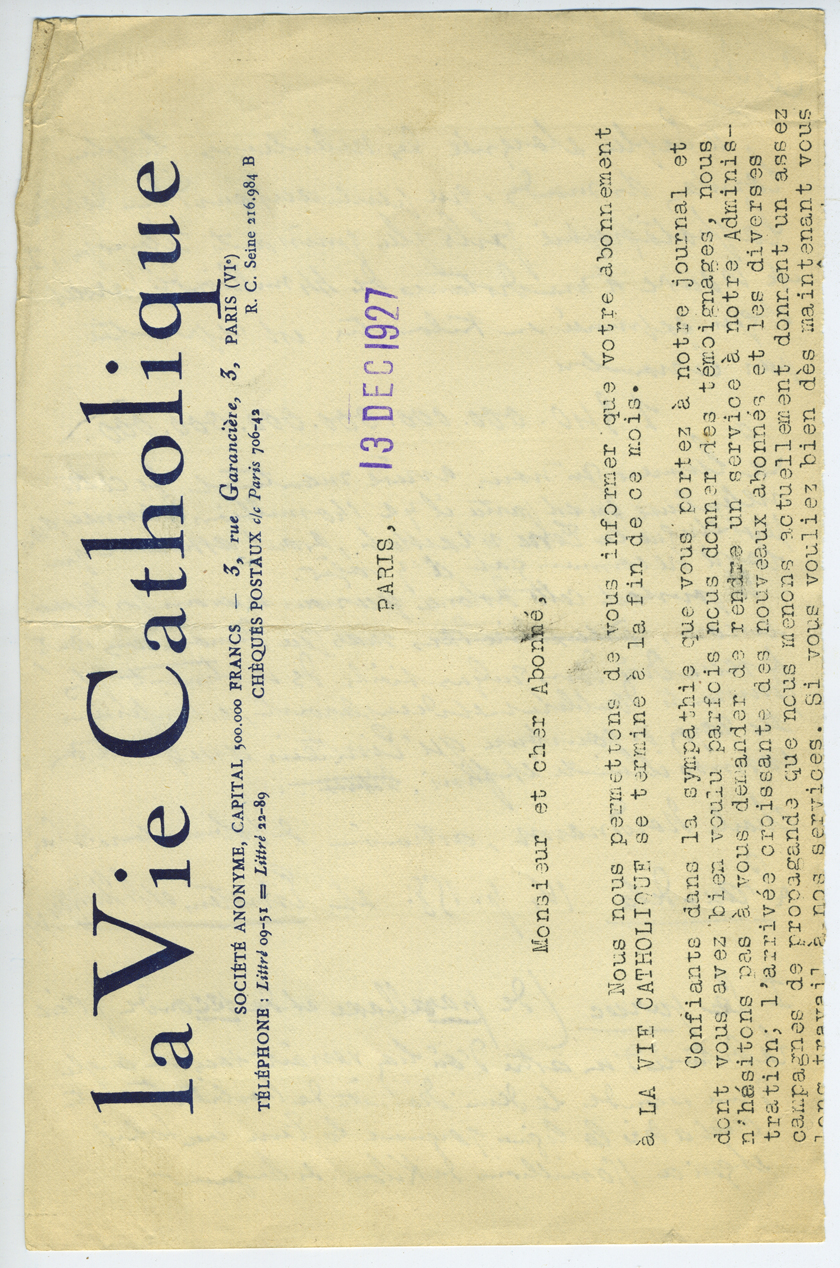 la Vie Catholique
SOCIÉTÉ ANONYME, CAPITAL 500.000 FRANCS — 3, rue Garancière, 3, PARIS (VIe)
TÉLÉPHONE : Littré 09-51 = Littré 22-89 CHÈQUES POSTAUX c/c Paris 706-42 R. C. Seine 216.984 B
PARIS, 13 DEC 1927
Monsieur et cher Abonné,
Nous nous permettons de vous informer que votre abonnement
à LA VIE CATHOLIQUE se termine à la fin de ce mois.
Confiants dans la sympathie que vous portez à notre journal et
dont vous avez bien voulu parfois nous donner des témoignages, nous
n'hésitons pas à vous demander de rendre un service à notre Adminis-
tration; l'arrivée croissante des nouveaux abonnés et les diverses
campagnes de propagande que nous menons actuellement donnent un assez
long travail à nos services. Si vous vouliez bien dès maintenant vous